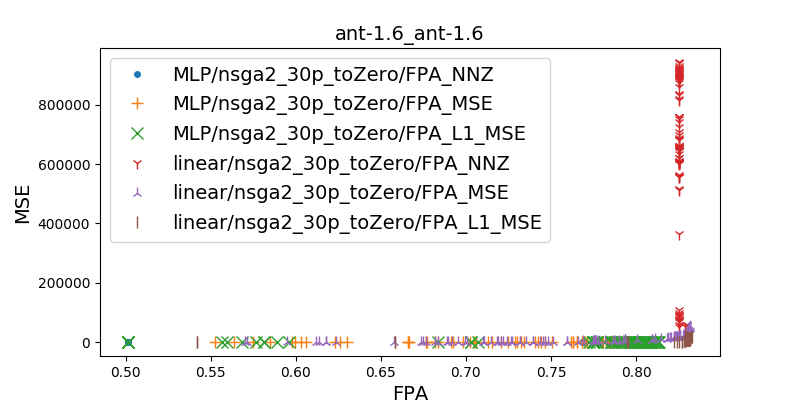 ant-1.6_ant-1.6
MLP/nsga2_30p_toZero/FPA_NNZ
MLP/nsga2_30p_toZero/FPA_MSE
MLP/nsga2_30p_toZero/FPA_L1_MSE
linear/nsga2_30p_toZero/FPA_NNZ
linear/nsga2_30p_toZero/FPA_MSE
linear/nsga2_30p_toZero/FPA_L1_MSE
MSE
800000
600000
400000
200000
0
0.50 0.55 0.60 0.65 0.70 0.75 0.80
FPA